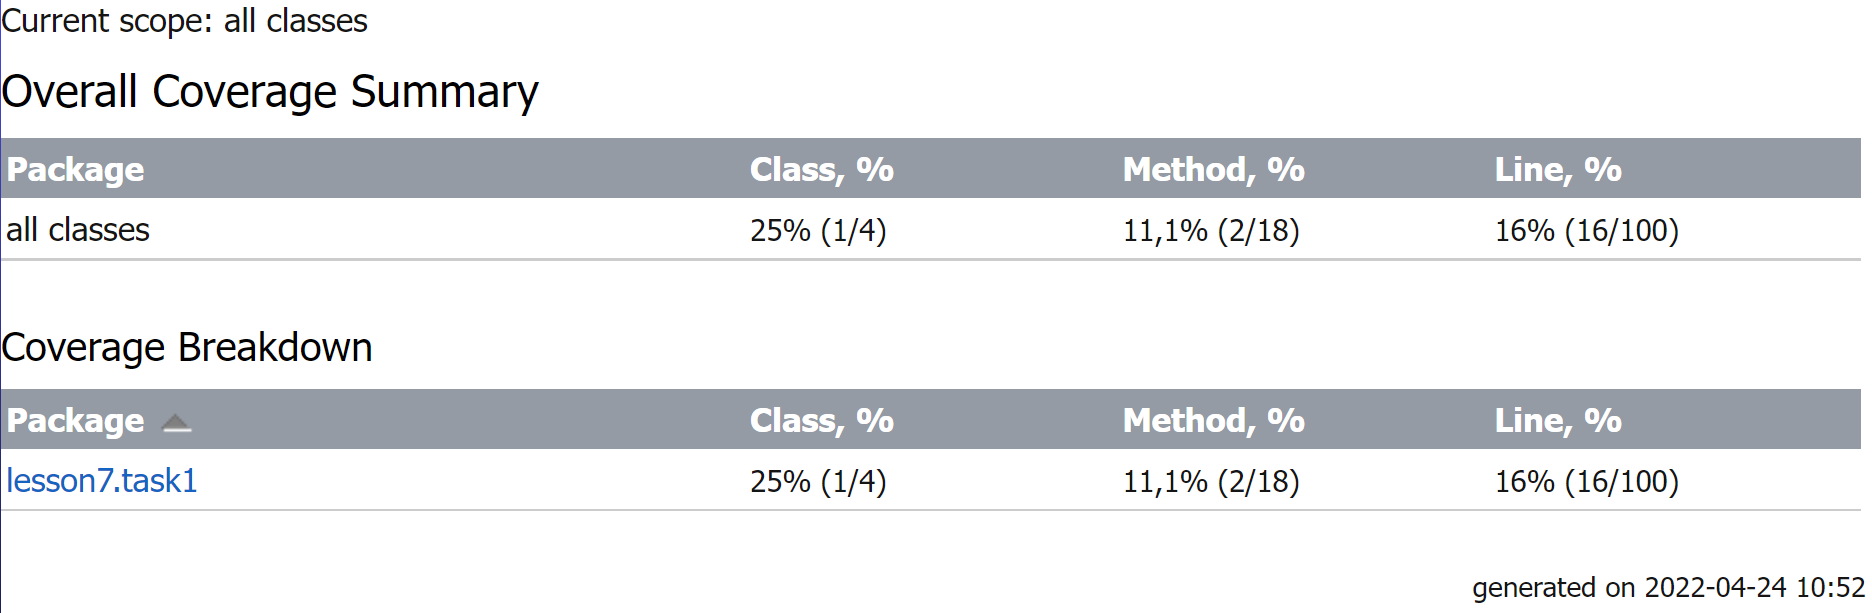 Current scope: all classes
Overall Coverage Summary
Package Class, % Method, % Line, %
all classes 25% (1/4) 11,1% (2/18) 16% (16/100)
Coverage Breakdown
Package Class, % Method, % Line, %
lesson7.task1 25% (1/4) 11,1% (2/18) 16% (16/100)
generated on 2022-04-24 10:52